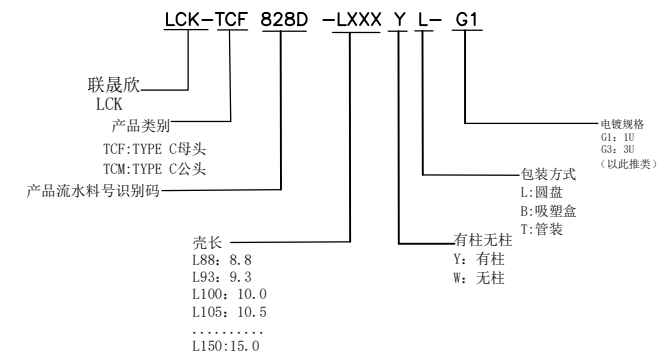 LCK-TCF 828D -LXXX Y L- G1
联晟欣
LCK
产品类别
TCF:TYPE C母头
TCM:TYPE C公头
产品流水料号识别码
壳长
L88: 8.8
L93: 9.3
L100: 10.0
L105: 10.5
..........
L150:15.0
有柱无柱
Y: 有柱
W: 无柱
包装方式
L:圆盘
B:吸塑盒
T:管装
电镀规格
G1: 1U
G3: 3U
(以此推类)